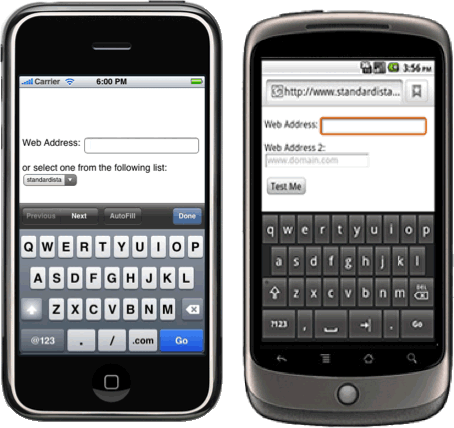 Carrier 6:00 PM
Web Address:
or select one from the following list:
standardista
Previous Next AutoFill Done
Q W E R T Y U I O P
A S D F G H J K L
Z X C V B N M
@123 . / .com Go
3:56 PM
http://www.standardista...
Web Address:
Web Address 2:
www.domain.com
Test Me
q w e r t y u i o p
a s d f g h j k l
z x c v b n m DEL
?123 , . Go